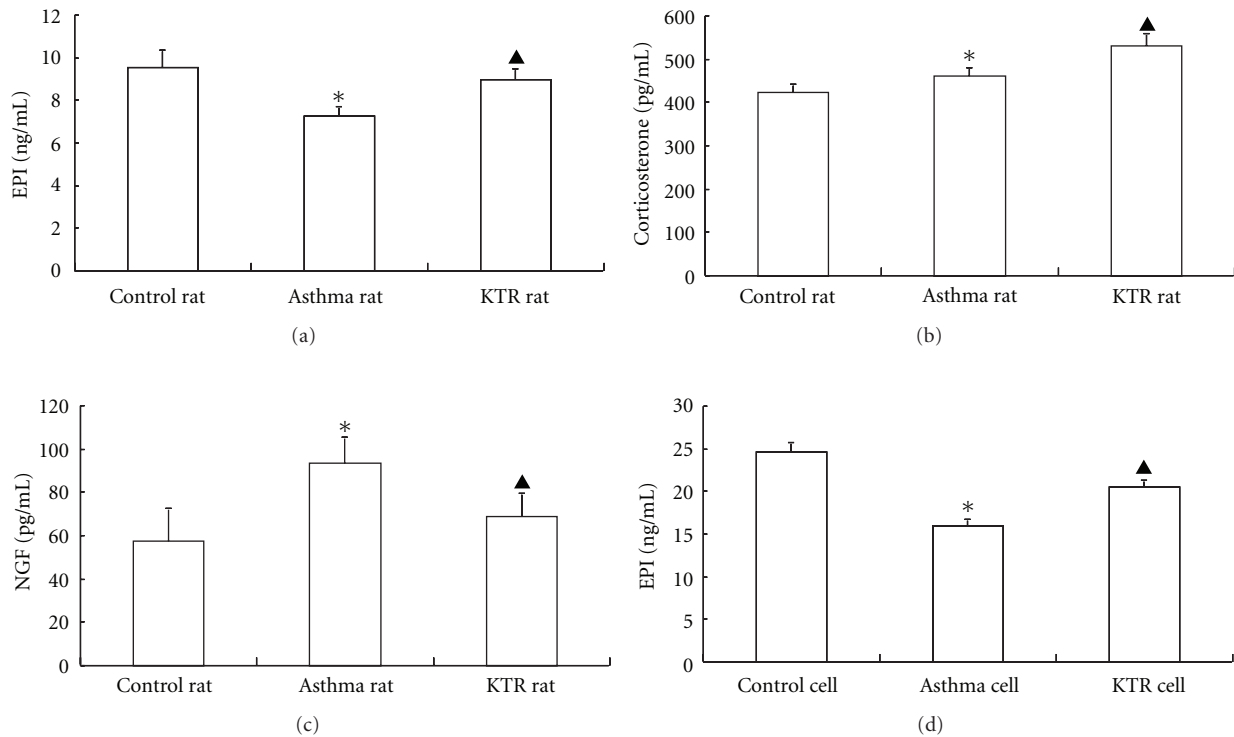 12
10
8
6
4
2
0
EPI (ng/mL)
*
▲
Control rat
Asthma rat
KTR rat
(a)
600
500
400
300
200
100
0
Corticosterone (pg/mL)
*
▲
Control rat
Asthma rat
KTR rat
(b)
120
100
80
60
40
20
0
NGF (pg/mL)
*
▲
Control rat
Asthma rat
KTR rat
(c)
30
25
20
15
10
5
0
EPI (ng/mL)
*
▲
Control cell
Asthma cell
KTR cell
(d)